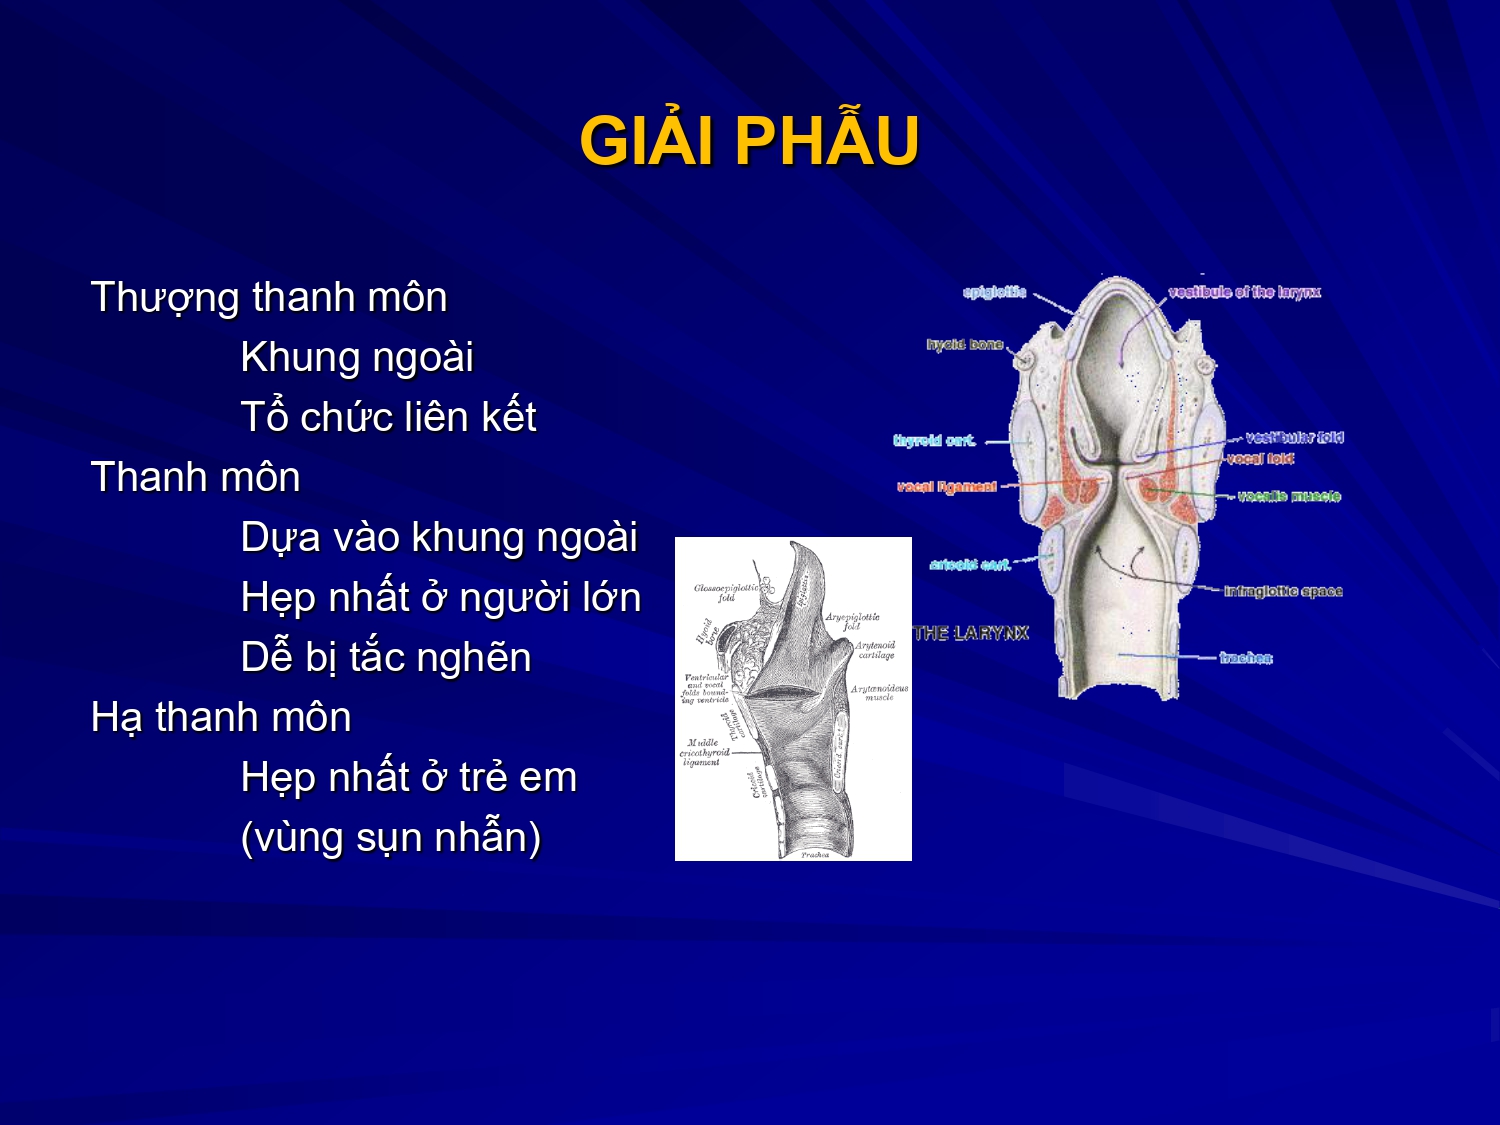 GIẢI PHẪU
Thượng thanh môn
Khung ngoài
Tổ chức liên kết
Thanh môn
Dựa vào khung ngoài
Hẹp nhất ở người lớn
Dễ bị tắc nghẽn
Hạ thanh môn
Hẹp nhất ở trẻ em
(vùng sụn nhẫn)
Glossoepiglottic
fold
Hyoid
bone
Epiglottis
Aryepiglottic
fold
Arytenoid
cartilage
Ventricular
and vocal
folds bound-
ing ventricle
Arytænoideus
muscle
Thyroid
cartilage
Middle
cricothyroid
ligament
Cricoid
cartilage
Trachea
epiglottis
vestibule of the larynx
hyoid bone
thyroid cart.
vestibular fold
vocal fold
vocal ligament
vocalis muscle
cricoid cart.
infraglottic space
THE LARYNX
trachea